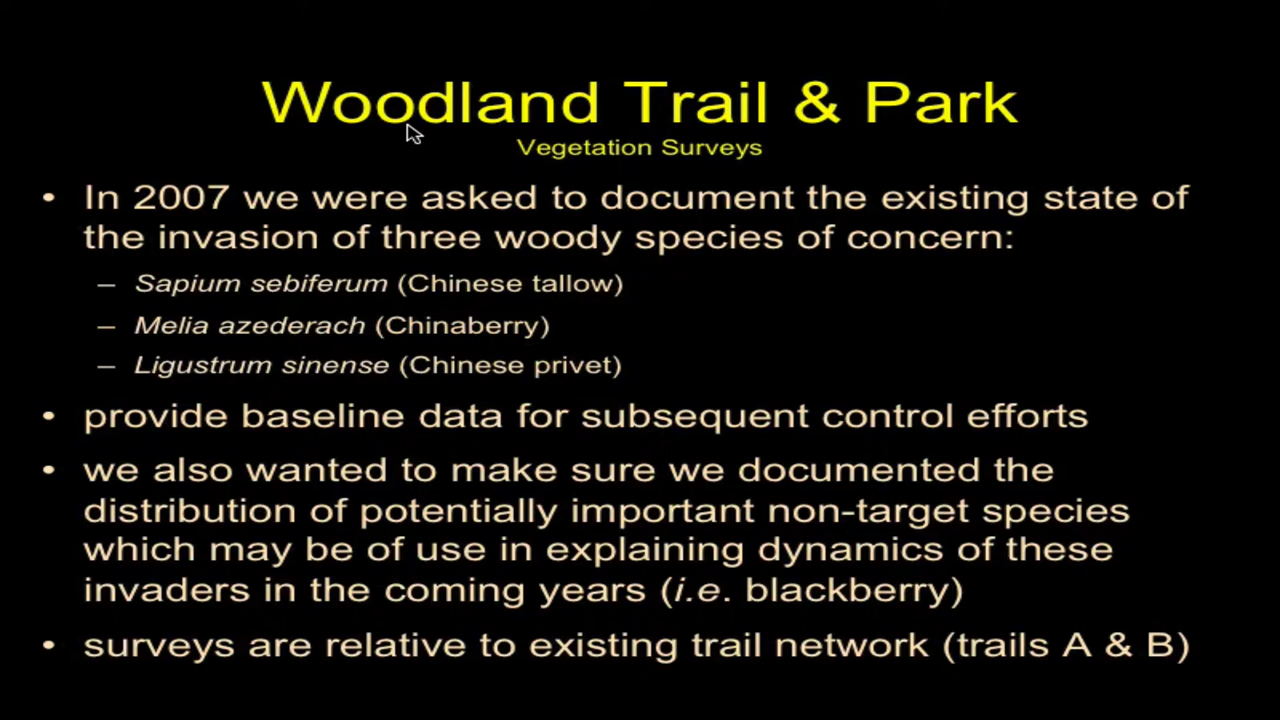 Woodland Trail & Park
Vegetation Surveys
• In 2007 we were asked to document the existing state of
the invasion of three woody species of concern:
– Sapium sebiferum (Chinese tallow)
– Melia azederach (Chinaberry)
– Ligustrum sinense (Chinese privet)
• provide baseline data for subsequent control efforts
• we also wanted to make sure we documented the
distribution of potentially important non-target species
which may be of use in explaining dynamics of these
invaders in the coming years (i.e. blackberry)
• surveys are relative to existing trail network (trails A & B)